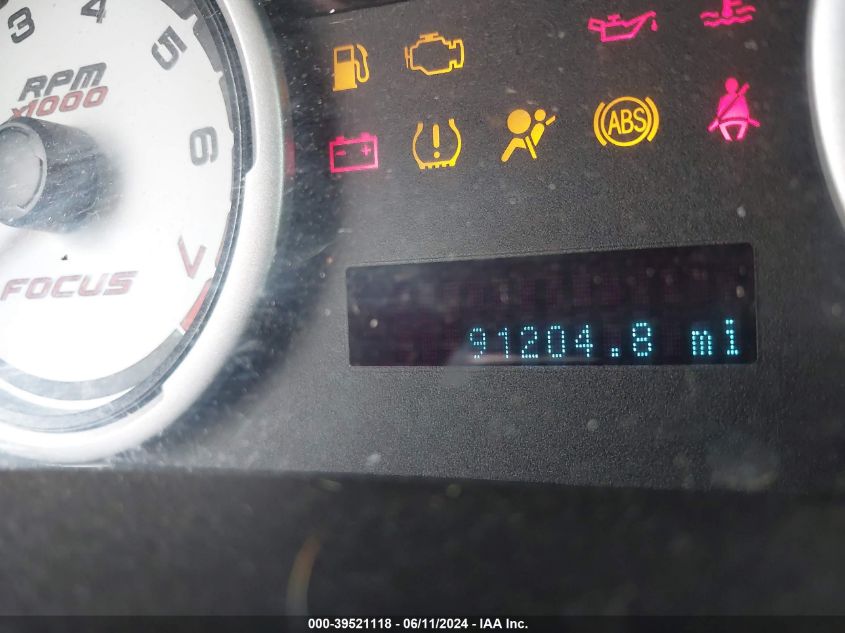 3 4 5
RPM
x1000
6
FOCUS
ABS
91204.8 mi
000-39521118 - 06/11/2024 - IAA Inc.